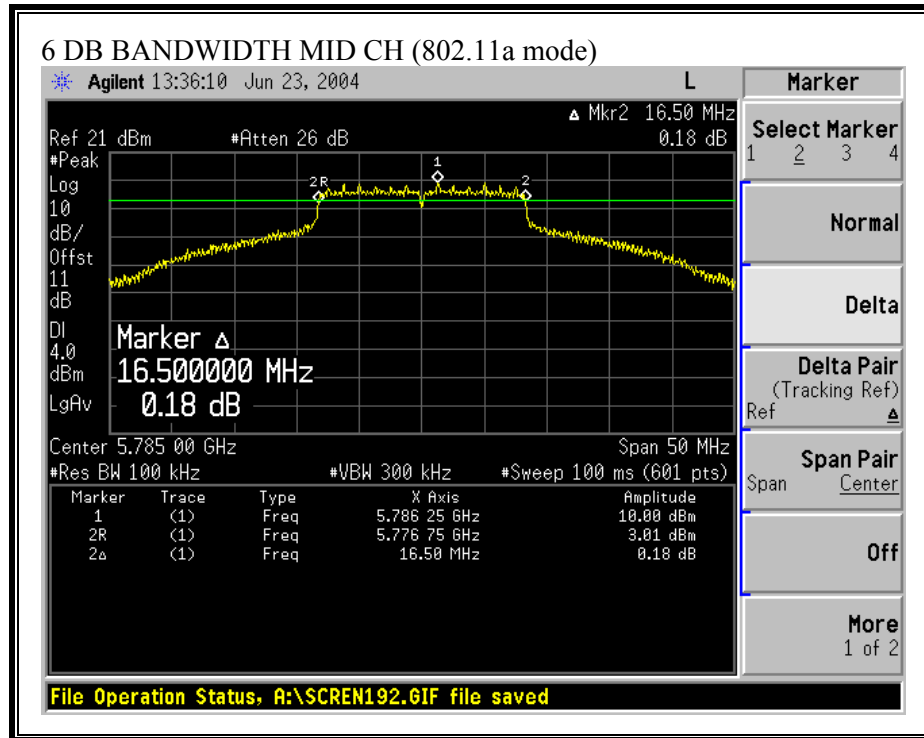 6 DB BANDWIDTH MID CH (802.11a mode)
Agilent 13:36:10 Jun 23, 2004 L
Marker
▵ Mkr2 16.50 MHz
Ref 21 dBm #Atten 26 dB 0.18 dB
#Peak
Log
10
dB/
Offst
11
dB
DI
4.0
dBm
LgAv
1
2R
2
Marker ▵
16.500000 MHz
0.18 dB
Center 5.785 00 GHz Span 50 MHz
#Res BW 100 kHz #VBW 300 kHz #Sweep 100 ms (601 pts)
Marker Trace Type X Axis Amplitude
1 (1) Freq 5.786 25 GHz 10.00 dBm
2R (1) Freq 5.776 75 GHz 3.01 dBm
2▵ (1) Freq 16.50 MHz 0.18 dB
Select Marker
1 2 3 4
Normal
Delta
Delta Pair
(Tracking Ref)
Ref ▵
Span Pair
Span Center
Off
More
1 of 2
File Operation Status, A:\SCREN192.GIF file saved